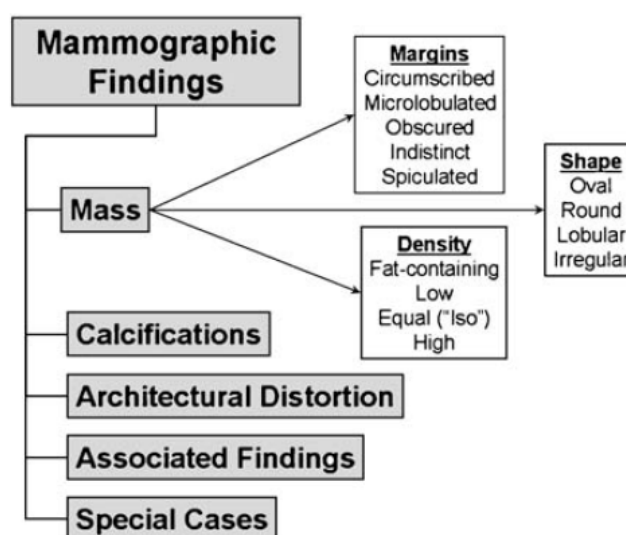 Mammographic
Findings
Margins
Circumscribed
Microlobulated
Obscured
Indistinct
Spiculated
Mass
Shape
Oval
Round
Lobular
Irregular
Density
Fat-containing
Low
Equal (“Iso”)
High
Calcifications
Architectural Distortion
Associated Findings
Special Cases